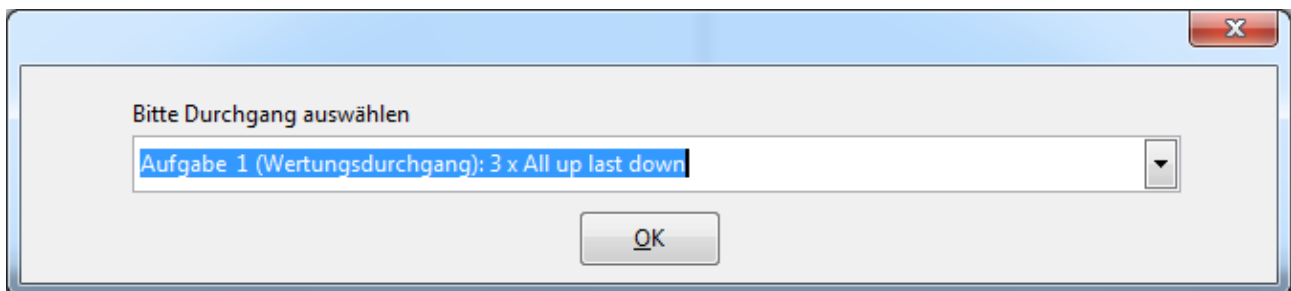 Bitte Durchgang auswählen
Aufgabe 1 (Wertungsdurchgang): 3 x All up last down
OK